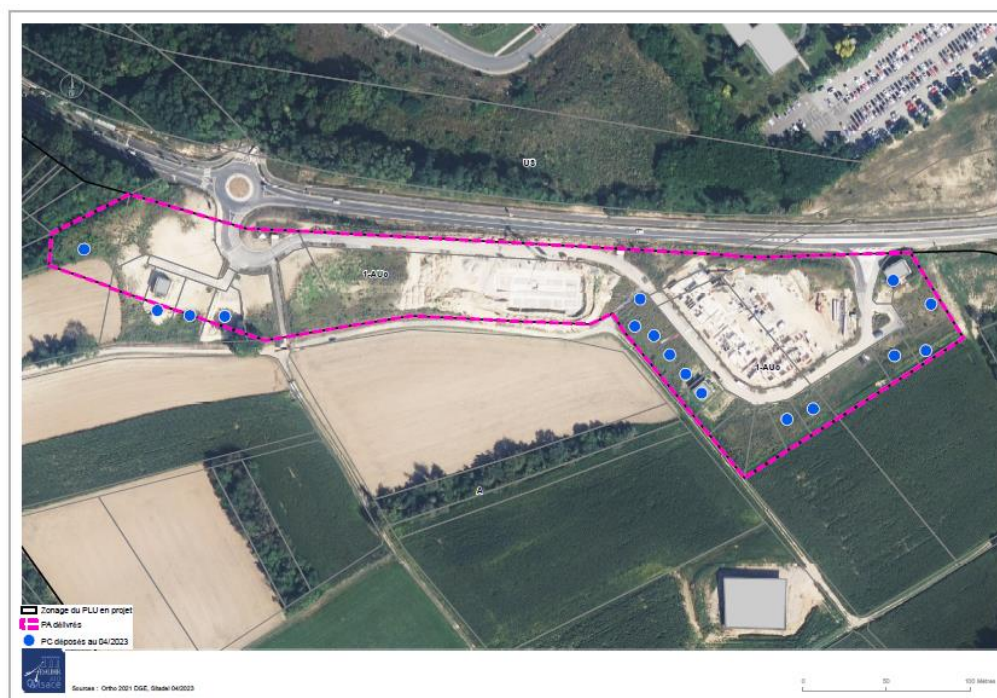 UB
1-AUo
1-AUo
A
Zonage du PLU en projet
PA délivrés
PC déposés au 04/2023
Sources : Ortho 2021 DGE, Sitadel 04/2023
0 50 100 Mètres